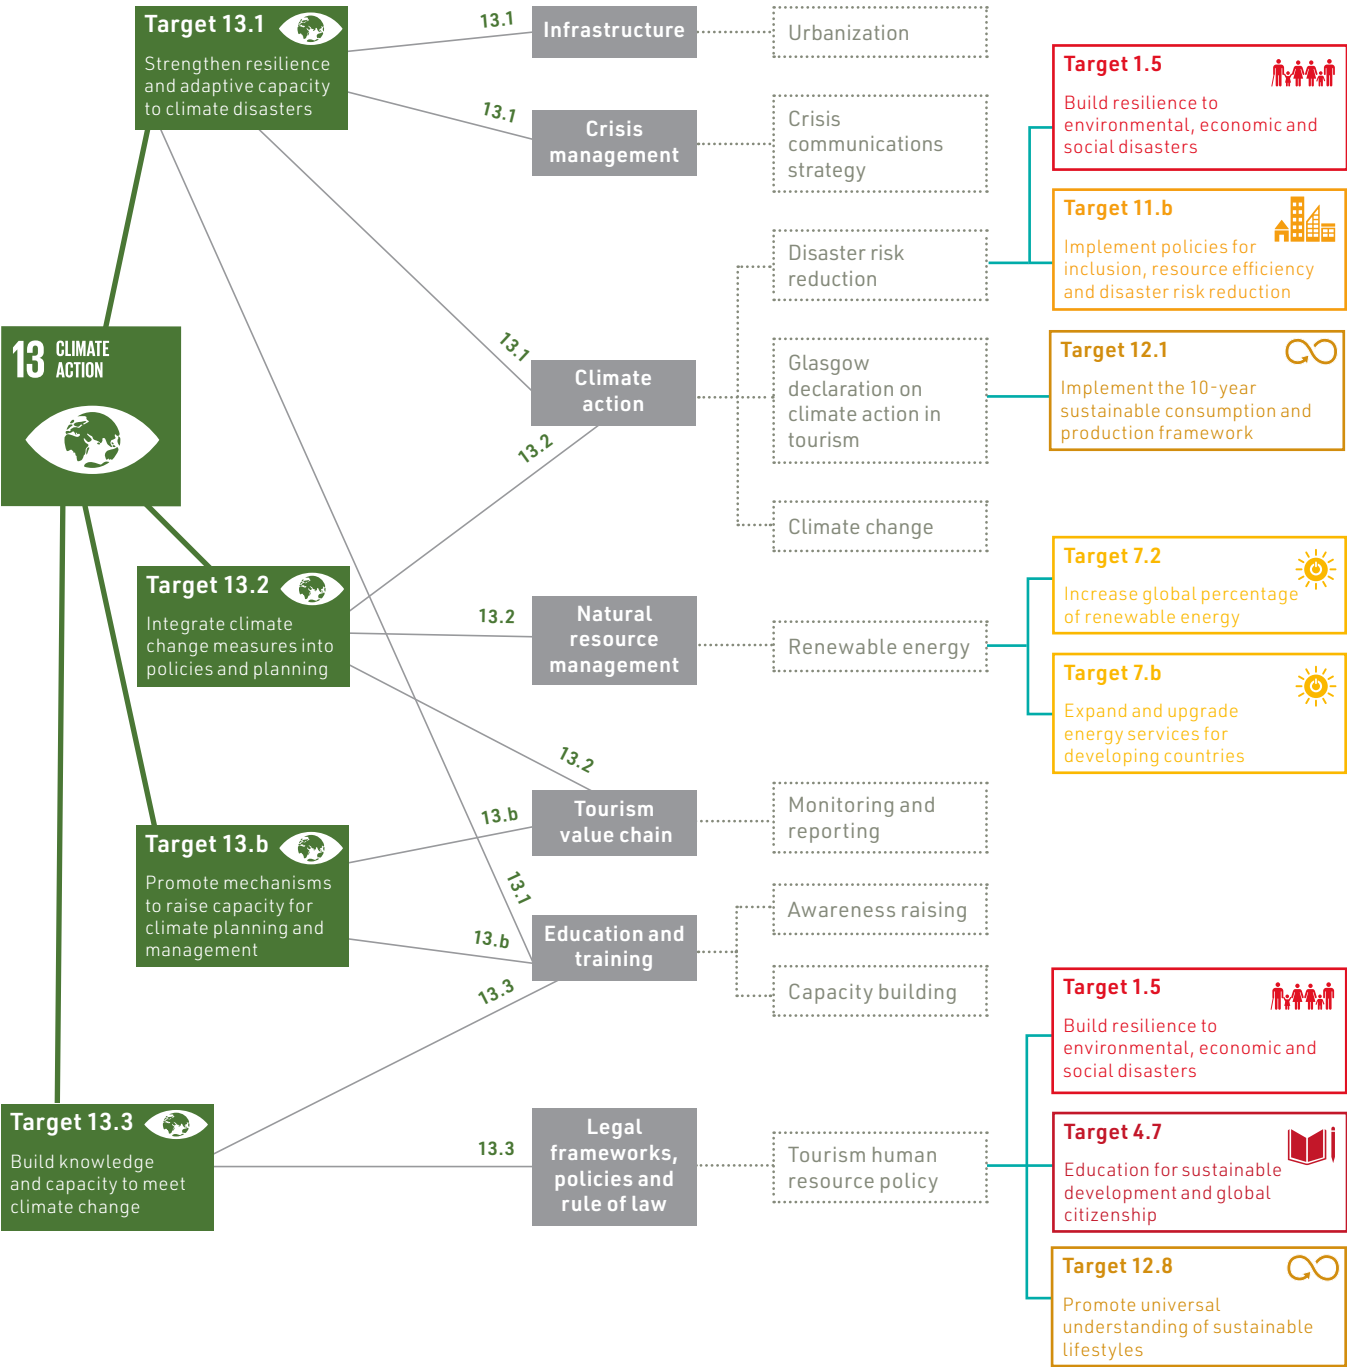 Target 13.1
Strengthen resilience
and adaptive capacity
to climate disasters
13.1
Infrastructure
Urbanization
13.1
Crisis
management
Crisis
communications
strategy
Target 1.5
Build resilience to
environmental, economic and
social disasters
Disaster risk
reduction
Target 11.b
Implement policies for
inclusion, resource efficiency
and disaster risk reduction
13 CLIMATE
ACTION
13.1
Climate
action
13.2
Glasgow
declaration on
climate action in
tourism
Target 12.1
Implement the 10-year
sustainable consumption and
production framework
Climate change
Target 13.2
Integrate climate
change measures into
policies and planning
13.2
Natural
resource
management
Renewable energy
Target 7.2
Increase global percentage
of renewable energy
Target 7.b
Expand and upgrade
energy services for
developing countries
13.2
Target 13.b
Promote mechanisms
to raise capacity for
climate planning and
management
13.b
Tourism
value chain
Monitoring and
reporting
13.1
13.b
Education and
training
13.3
Awareness raising
Capacity building
Target 13.3
Build knowledge
and capacity to meet
climate change
13.3
Legal
frameworks,
policies and
rule of law
Tourism human
resource policy
Target 1.5
Build resilience to
environmental, economic and
social disasters
Target 4.7
Education for sustainable
development and global
citizenship
Target 12.8
Promote universal
understanding of sustainable
lifestyles